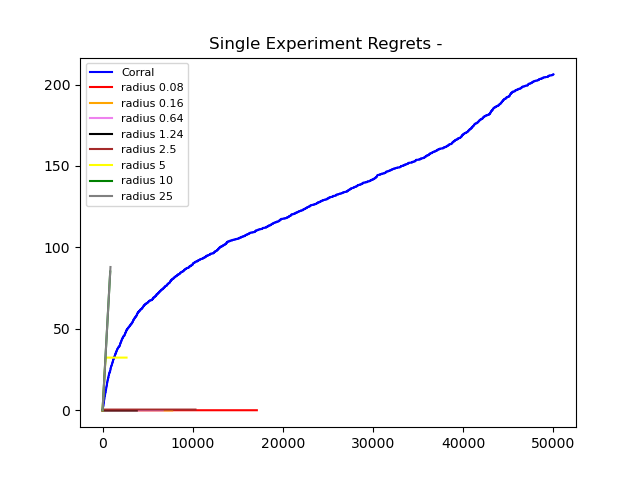 Single Experiment Regrets -
200
150
100
50
0
Corral
radius 0.08
radius 0.16
radius 0.64
radius 1.24
radius 2.5
radius 5
radius 10
radius 25
0 10000 20000 30000 40000 50000